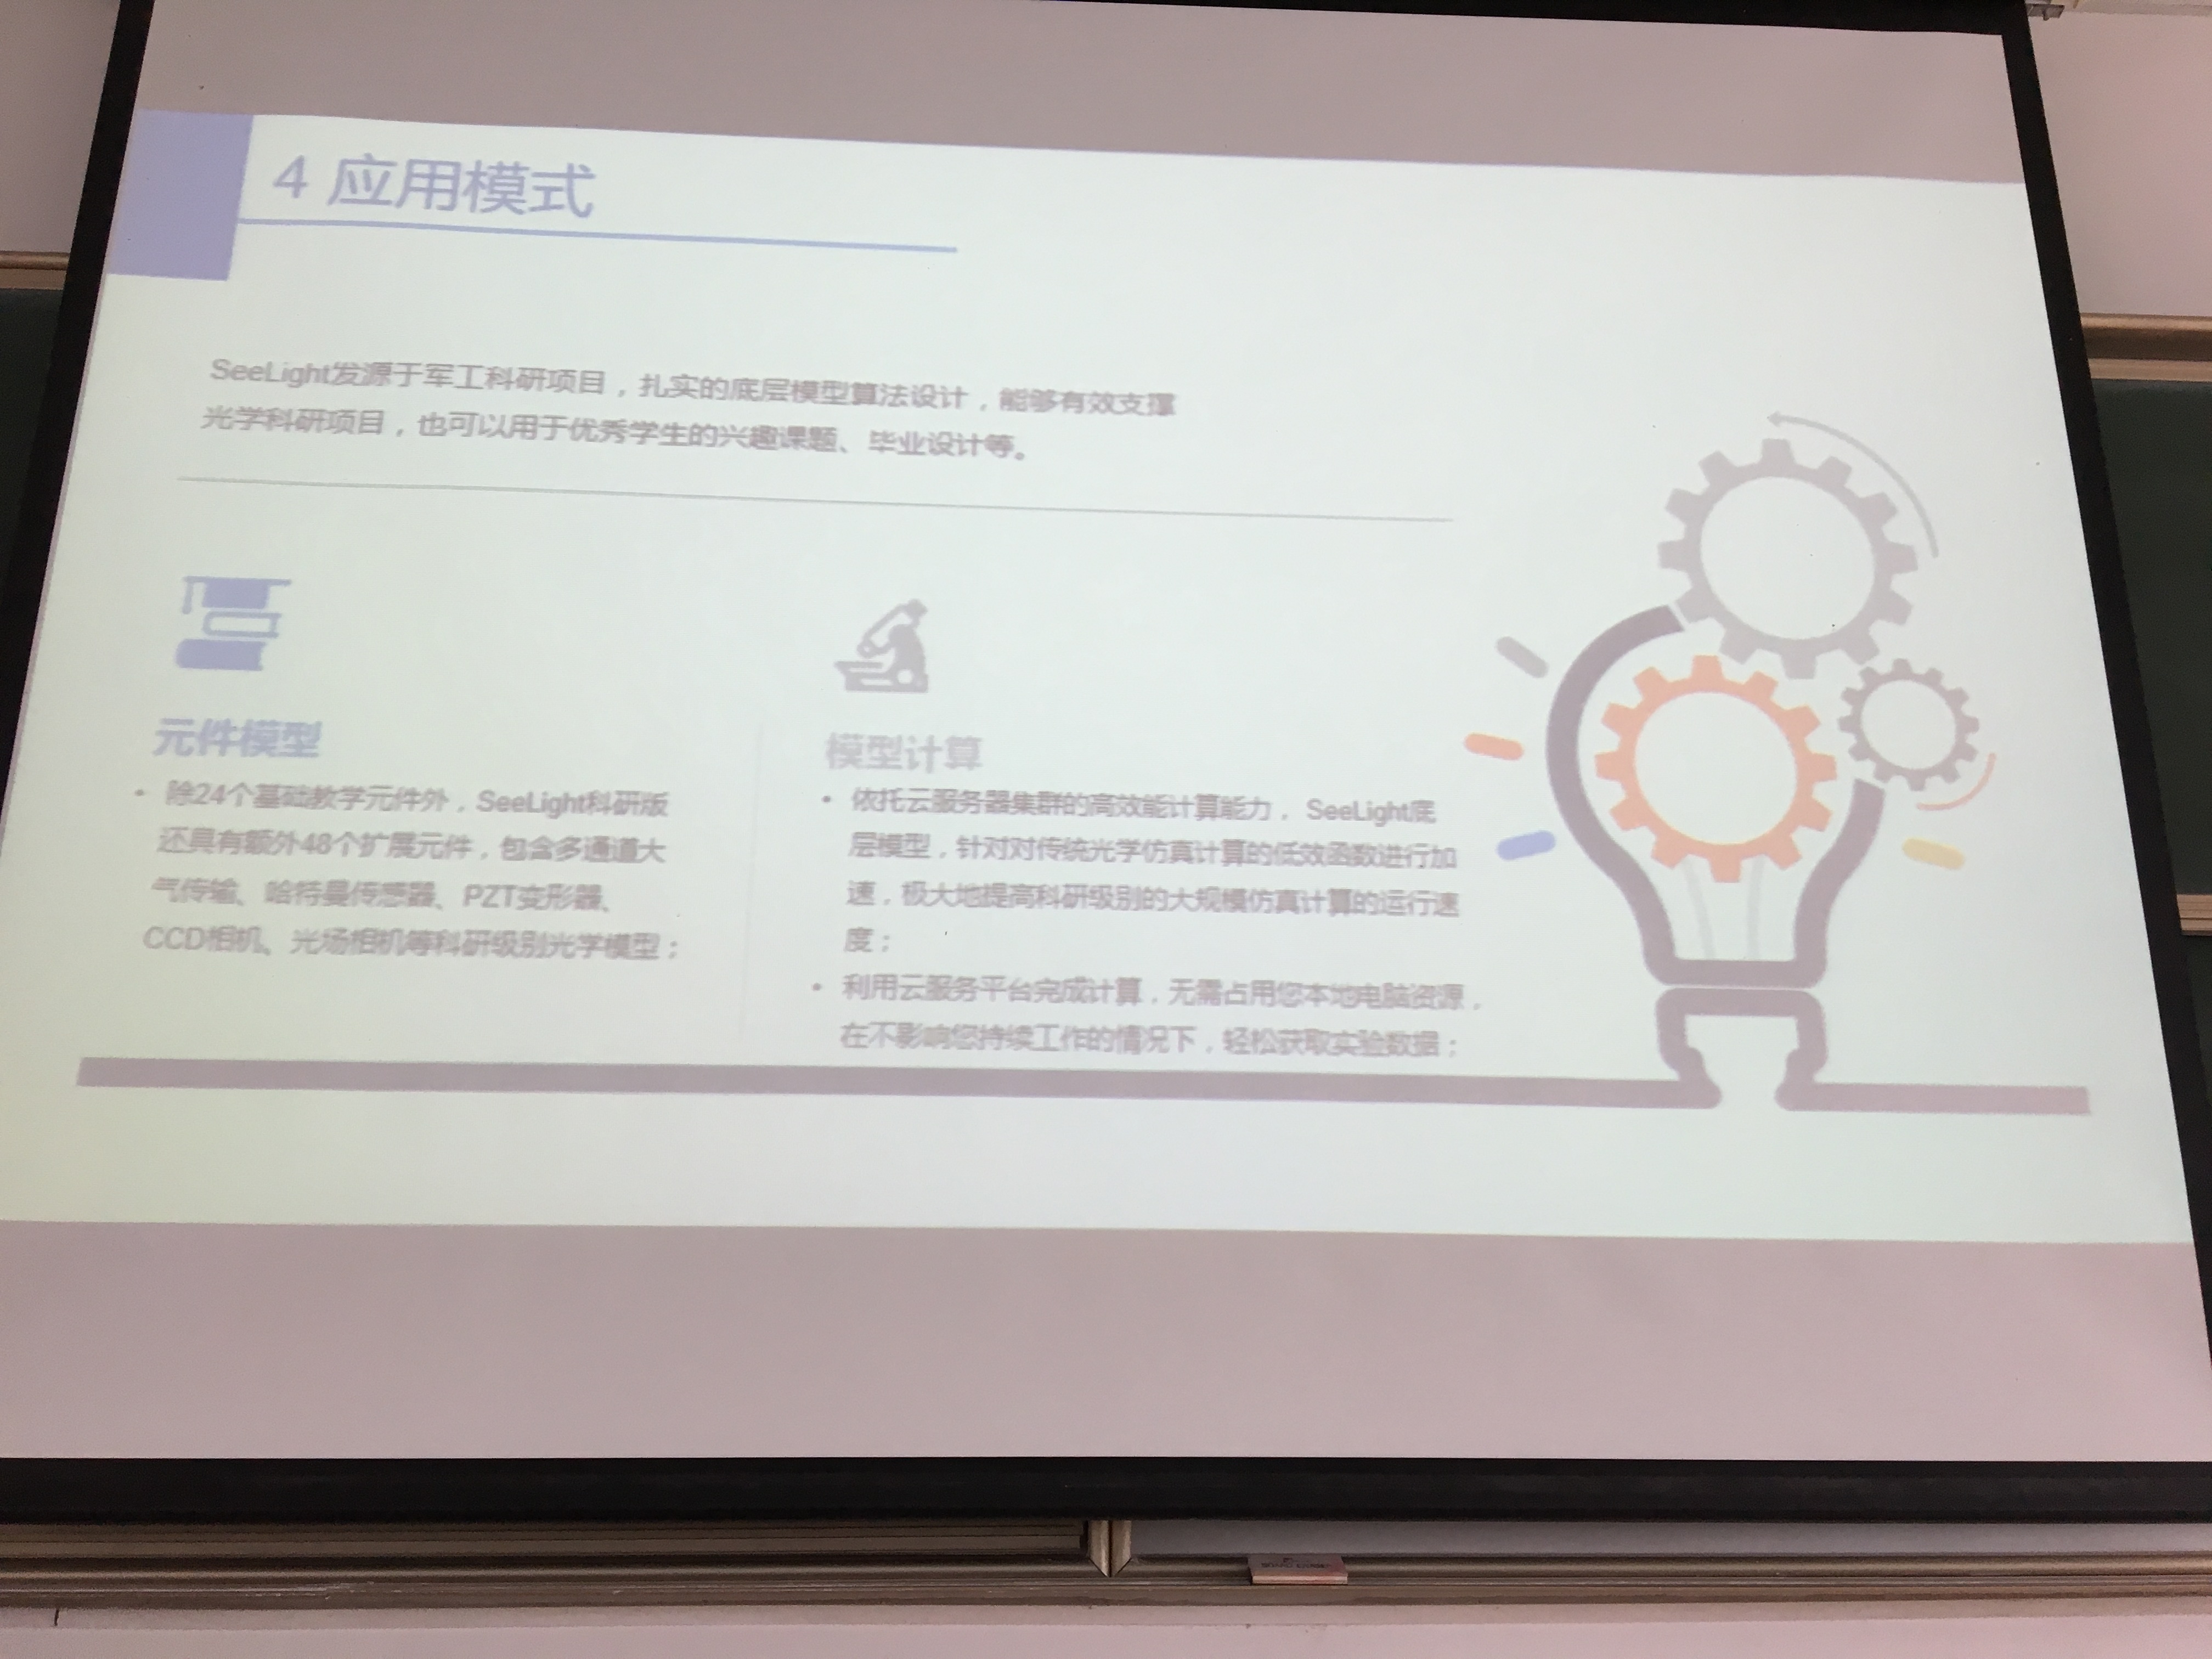 4 应用模式
SeeLight发源于军工科研项目，扎实的底层模型算法设计，能够有效支撑
光学科研项目，也可以用于优秀学生的兴趣课题、毕业设计等。
元件模型
• 除24个基础教学元件外，SeeLight科研版
还具有额外48个扩展元件，包含多通道大
气传输、哈特曼传感器、PZT变形器、
CCD相机、光场相机等科研级别光学模型；
模型计算
• 依托云服务器集群的高效能计算能力， SeeLight底
层模型，针对对传统光学仿真计算的低效函数进行加
速，极大地提高科研级别的大规模仿真计算的运行速
度；
• 利用云服务平台完成计算，无需占用您本地电脑资源，
在不影响您持续工作的情况下，轻松获取实验数据；